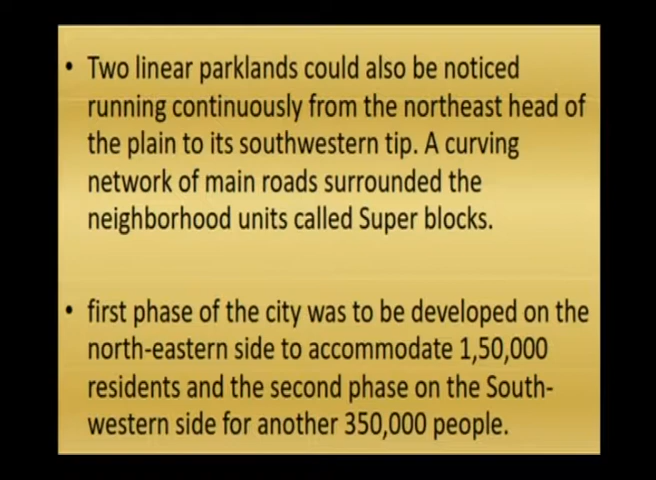 • Two linear parklands could also be noticed
running continuously from the northeast head of
the plain to its southwestern tip. A curving
network of main roads surrounded the
neighborhood units called Super blocks.
• first phase of the city was to be developed on the
north-eastern side to accommodate 1,50,000
residents and the second phase on the South-
western side for another 350,000 people.